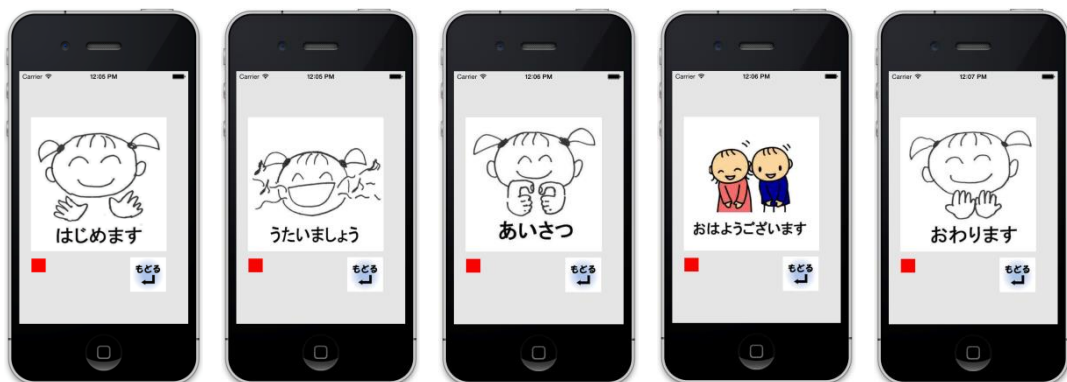 Carrier 12:05 PM
はじめます
もどる
Carrier 12:05 PM
うたいましょう
もどる
Carrier 12:06 PM
あいさつ
もどる
Carrier 12:06 PM
おはようございます
もどる
Carrier 12:07 PM
おわります
もどる